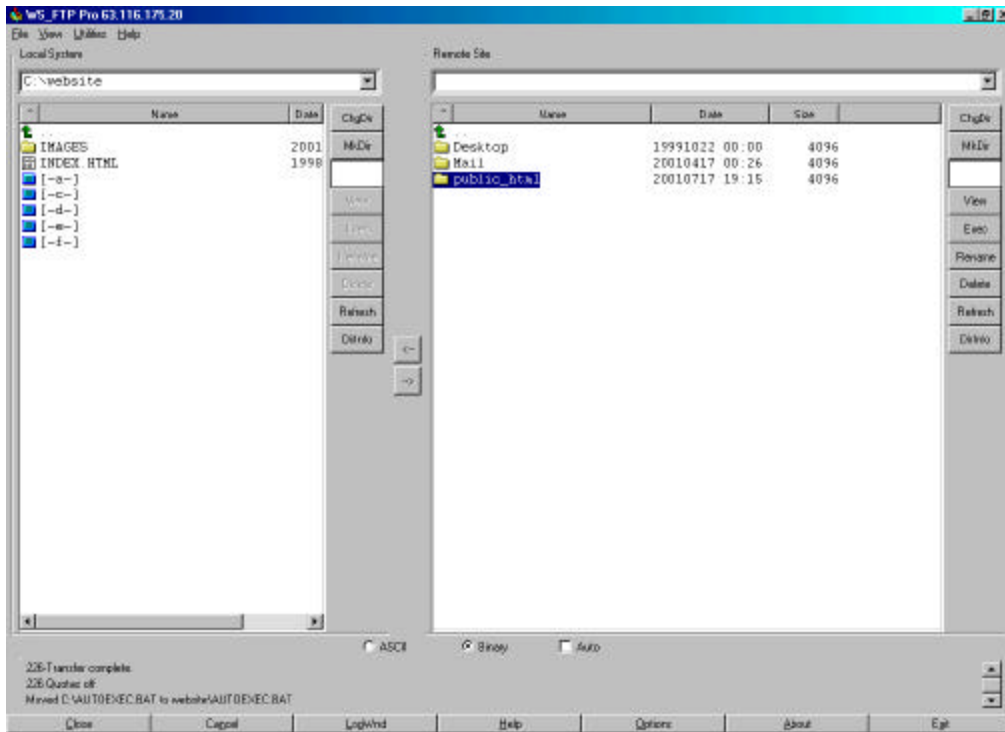 WS_FTP Pro 63.116.175.20
File View Utilities Help
Local System
Remote Site
C:\website
Name Date
ChgDir
Name Date Size
ChgDir
..
MkDir
..
MkDir
IMAGES 2001
Desktop 19991022 00:00 4096
INDEX.HTML 1998
Mail 20010417 00:26 4096
[-a-]
public_html 20010717 19:15 4096
[-c-]
View
View
[-d-]
Exec
Exec
[-e-]
Rename
Rename
[-f-]
Delete
Delete
Refresh
Refresh
DirInfo
DirInfo
<-
->
ASCII Binary Auto
226-Transfer complete.
226 Quotas off
Moved C:\AUTOEXEC.BAT to website\AUTOEXEC.BAT
Close Cancel LogWnd Help Options About Exit